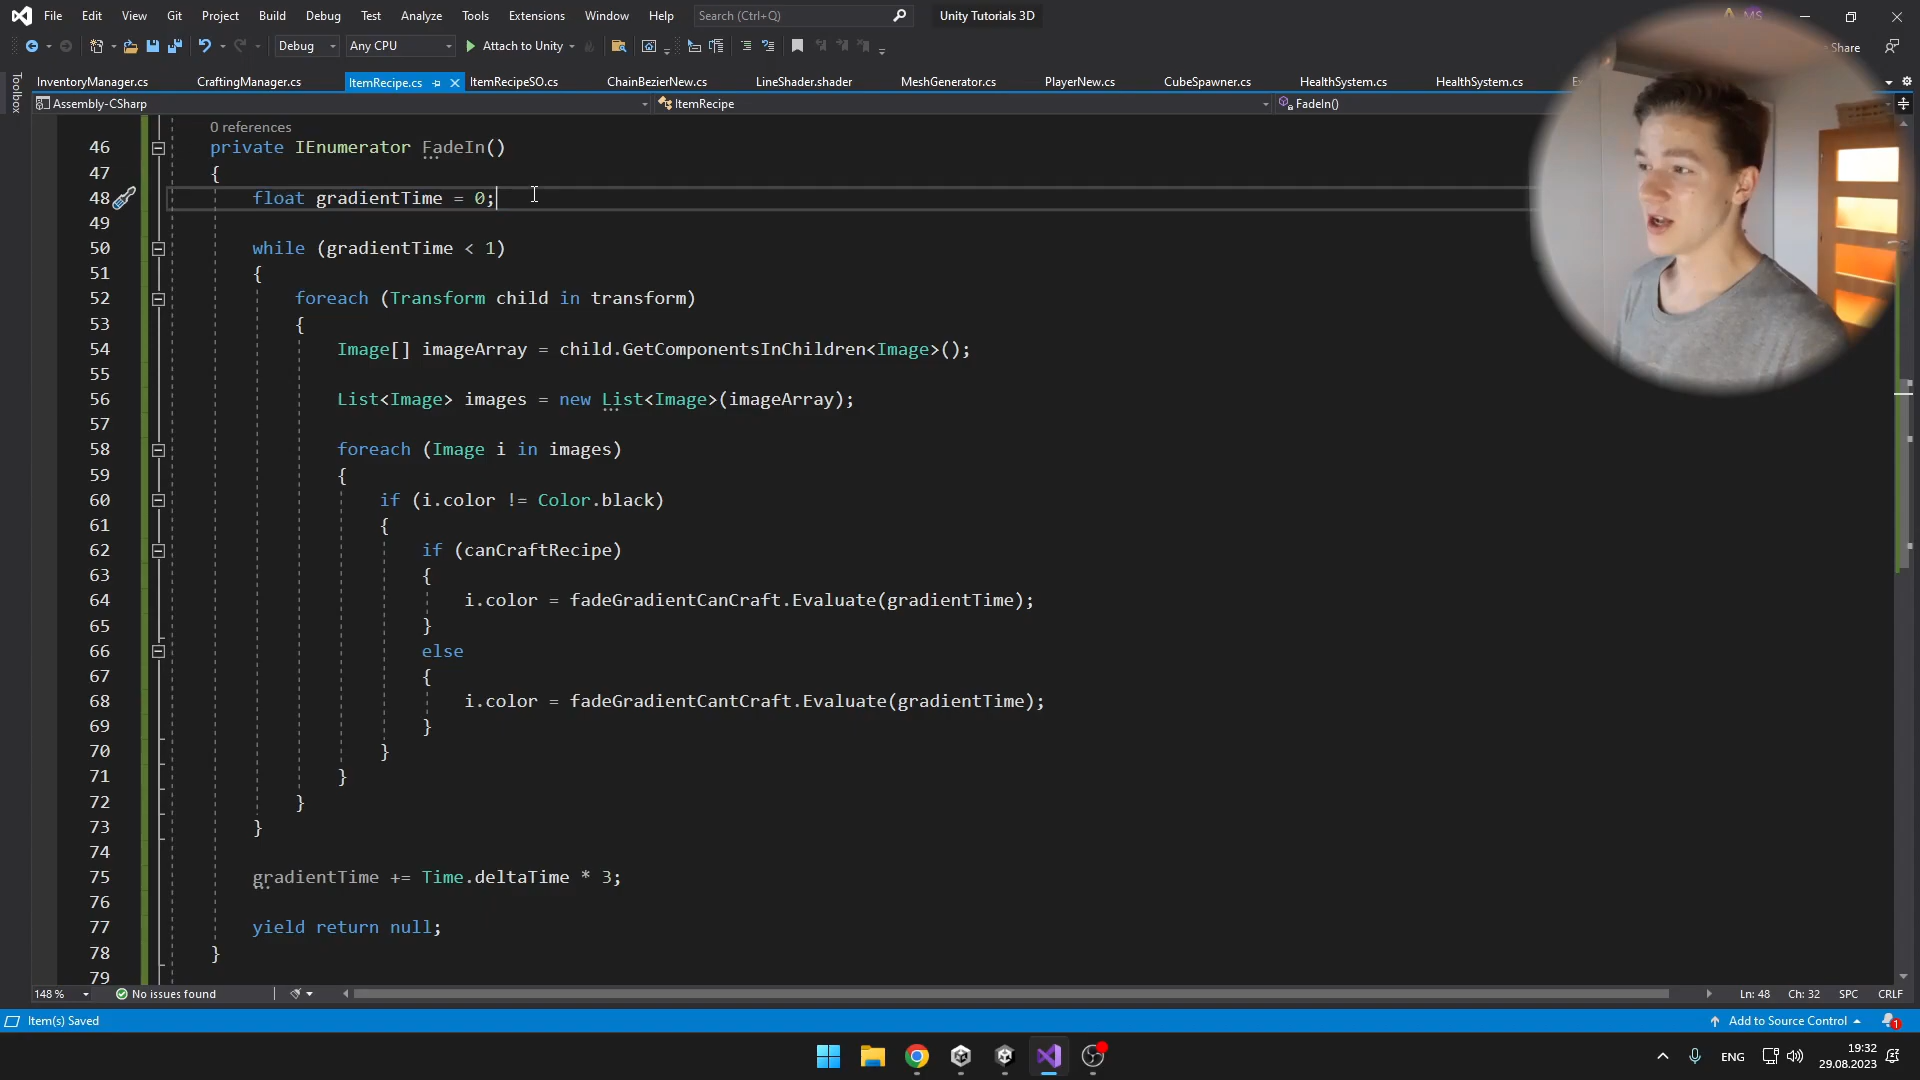 File Edit View Git Project Build Debug Test Analyze Tools Extensions Window Help Search (Ctrl+Q) Unity Tutorials 3D
Debug Any CPU Attach to Unity Share
InventoryManager.cs CraftingManager.cs ItemRecipe.cs ItemRecipeSO.cs ChainBezierNew.cs LineShader.shader MeshGenerator.cs PlayerNew.cs CubeSpawner.cs HealthSystem.cs HealthSystem.cs
Toolbox
Assembly-CSharp ItemRecipe FadeIn()
0 references
46 private IEnumerator FadeIn()
47 {
48 float gradientTime = 0;
49
50 while (gradientTime < 1)
51 {
52 foreach (Transform child in transform)
53 {
54 Image[] imageArray = child.GetComponentsInChildren<Image>();
55
56 List<Image> images = new List<Image>(imageArray);
57
58 foreach (Image i in images)
59 {
60 if (i.color != Color.black)
61 {
62 if (canCraftRecipe)
63 {
64 i.color = fadeGradientCanCraft.Evaluate(gradientTime);
65 }
66 else
67 {
68 i.color = fadeGradientCantCraft.Evaluate(gradientTime);
69 }
70 }
71 }
72 }
73 }
74
75 gradientTime += Time.deltaTime * 3;
76
77 yield return null;
78 }
79
148 % No issues found Ln: 48 Ch: 32 SPC CRLF
Item(s) Saved Add to Source Control 1
ENG 19:32
29.08.2023